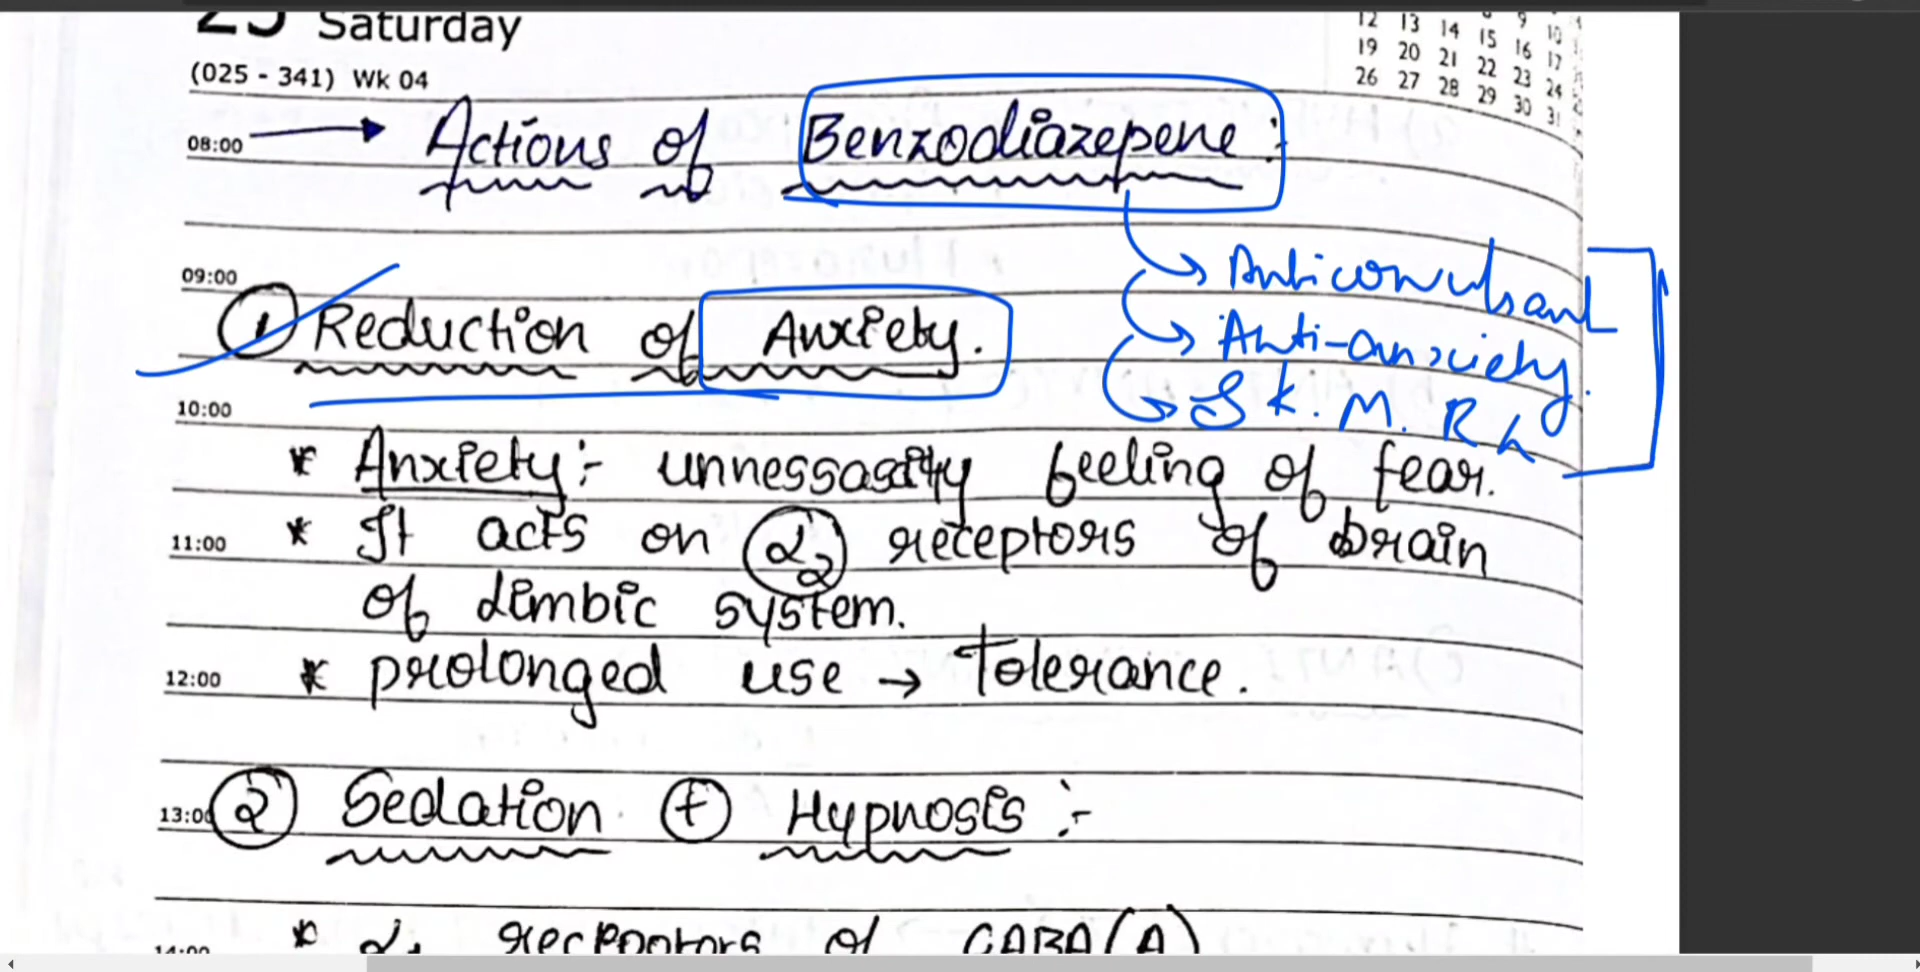 25 Saturday
(025 - 341) Wk 04
12 13 14 15 16 17
19 20 21 22 23 24
26 27 28 29 30 31
08:00 → Actions of Benzodiazepene :
09:00
Anticonvulsant
① Reduction of Anxiety.
Anti-anxiety.
Sk. M. Rx
10:00
* Anxiety :- unnessasity feeling of fear.
11:00 * It acts on α2 receptors of brain
of Limbic system.
12:00 * prolonged use → Tolerance.
13:00 ② Sedation + Hypnosis :-
14:00 * α1 receptors of GABA(A)